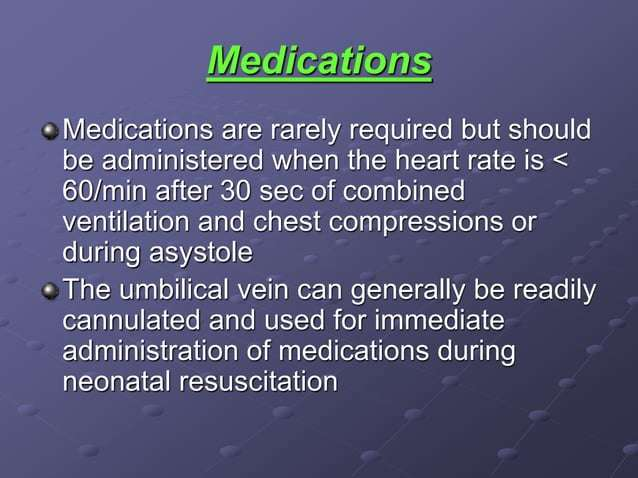 Medications
Medications are rarely required but should
be administered when the heart rate is <
60/min after 30 sec of combined
ventilation and chest compressions or
during asystole
The umbilical vein can generally be readily
cannulated and used for immediate
administration of medications during
neonatal resuscitation